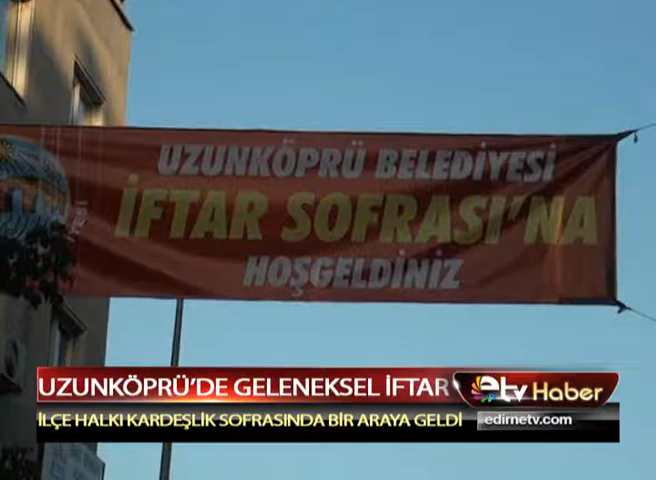 UZUNKÖPRÜ BELEDİYESİ
İFTAR SOFRASI'NA
HOŞGELDİNİZ
UZUNKÖPRÜ'DE GELENEKSEL İFTAR
etv Haber
İLÇE HALKI KARDEŞLİK SOFRASINDA BİR ARAYA GELDİ
edirnetv.com